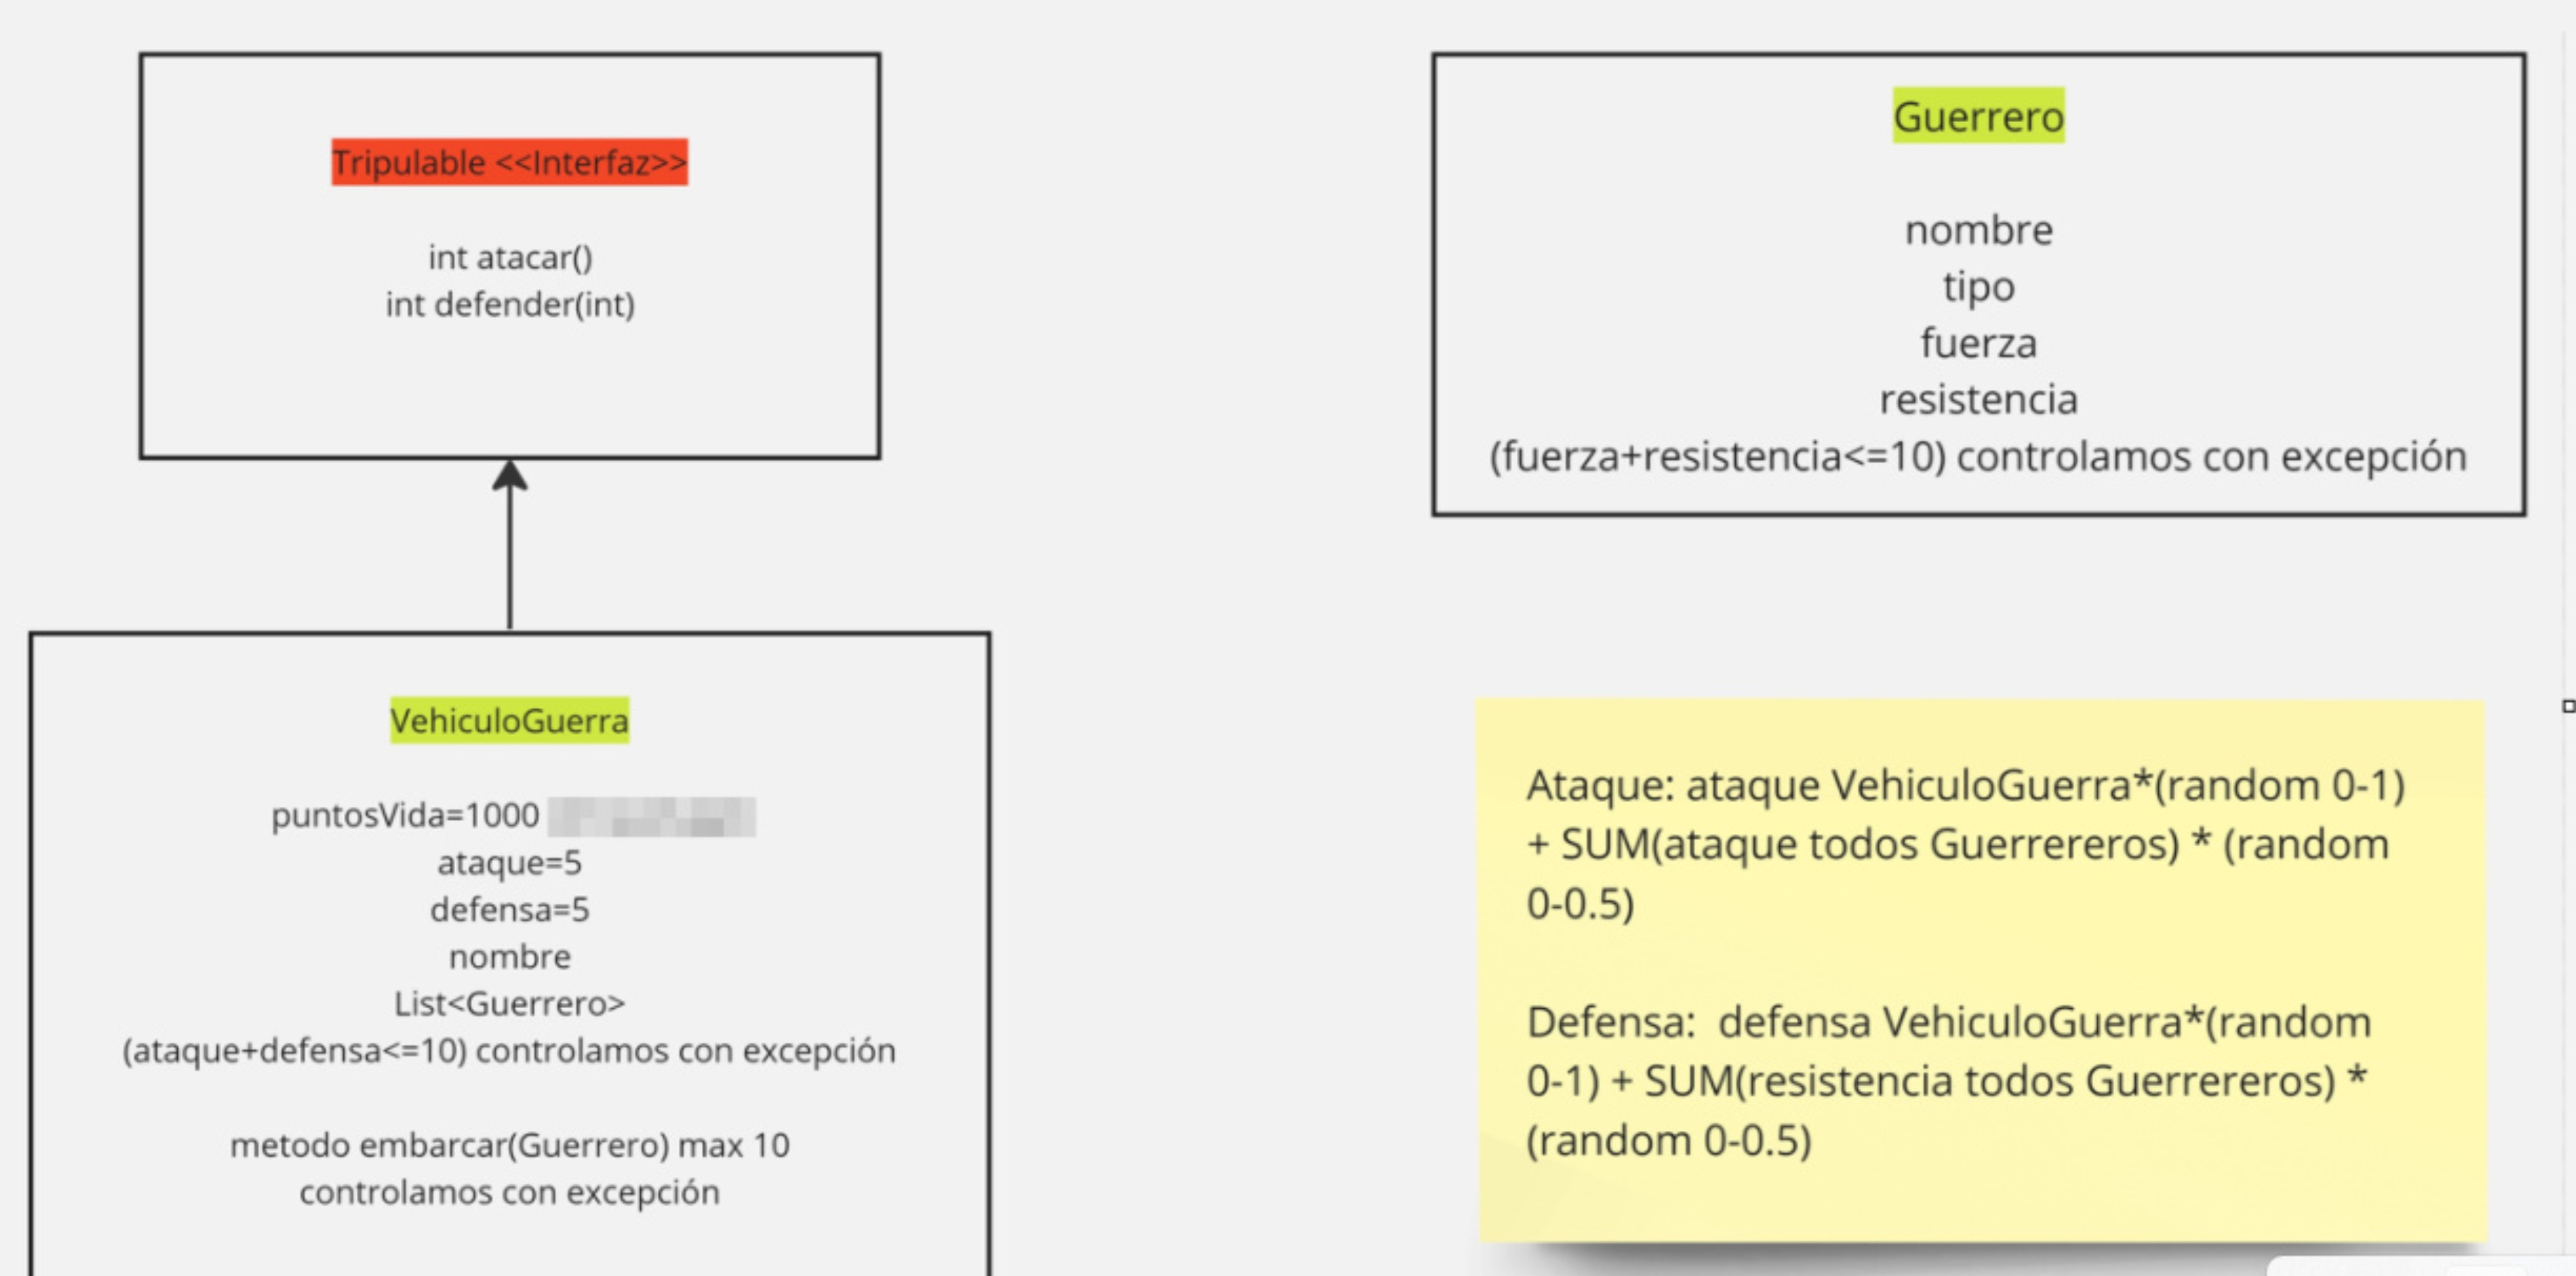 Tripulable <<Interfaz>>
int atacar()
int defender(int)
Guerrero
nombre
tipo
fuerza
resistencia
(fuerza+resistencia<=10) controlamos con excepción
VehiculoGuerra
puntosVida=1000
ataque=5
defensa=5
nombre
List<Guerrero>
(ataque+defensa<=10) controlamos con excepción
metodo embarcar(Guerrero) max 10
controlamos con excepción
Ataque: ataque VehiculoGuerra*(random 0-1)
+ SUM(ataque todos Guerrereros) * (random
0-0.5)
Defensa:  defensa VehiculoGuerra*(random
0-1) + SUM(resistencia todos Guerrereros) *
(random 0-0.5)